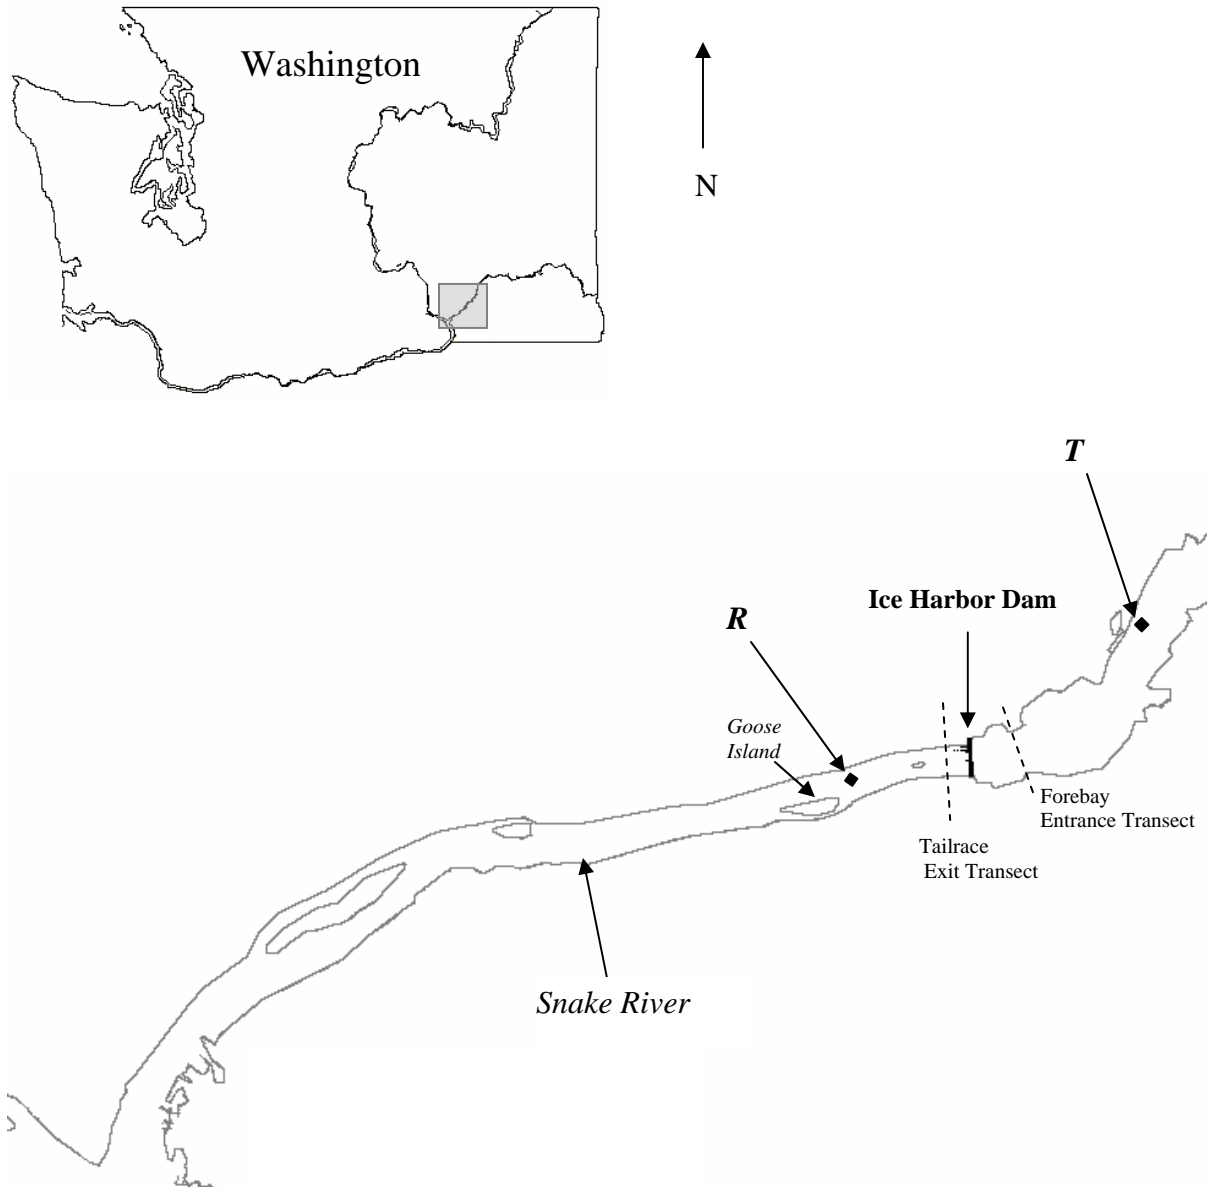 Washington
N
T
Ice Harbor Dam
R
Goose
Island
Forebay
Entrance Transect
Tailrace
Exit Transect
Snake River